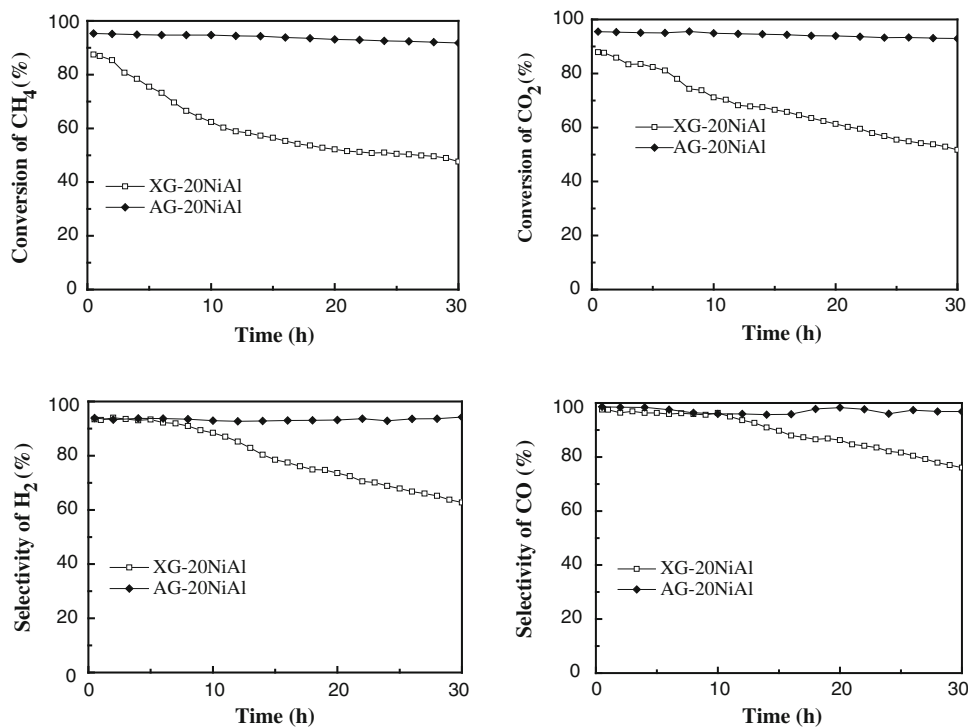 Conversion of CH4 (%)
100
80
60
40
20
0
XG-20NiAl
AG-20NiAl
0 10 20 30
Time (h)
Conversion of CO2 (%)
100
80
60
40
20
0
XG-20NiAl
AG-20NiAl
0 10 20 30
Time (h)
Selectivity of H2 (%)
100
80
60
40
20
0
XG-20NiAl
AG-20NiAl
0 10 20 30
Time (h)
Selectivity of CO (%)
100
80
60
40
20
0
XG-20NiAl
AG-20NiAl
0 10 20 30
Time (h)